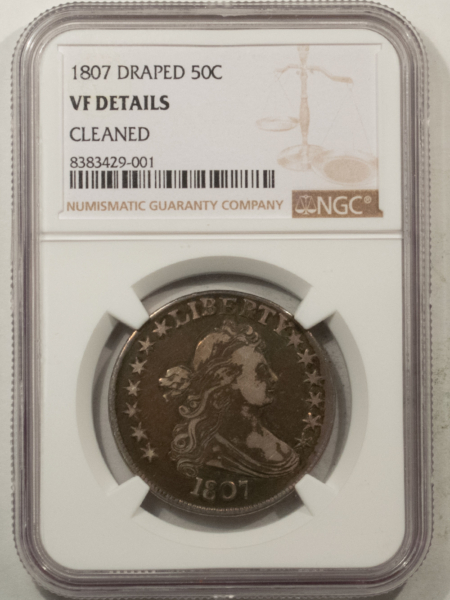 1807 DRAPED 50C
VF DETAILS
CLEANED
8383429-001
NUMISMATIC GUARANTY COMPANY
NGC®
LIBERTY
1807